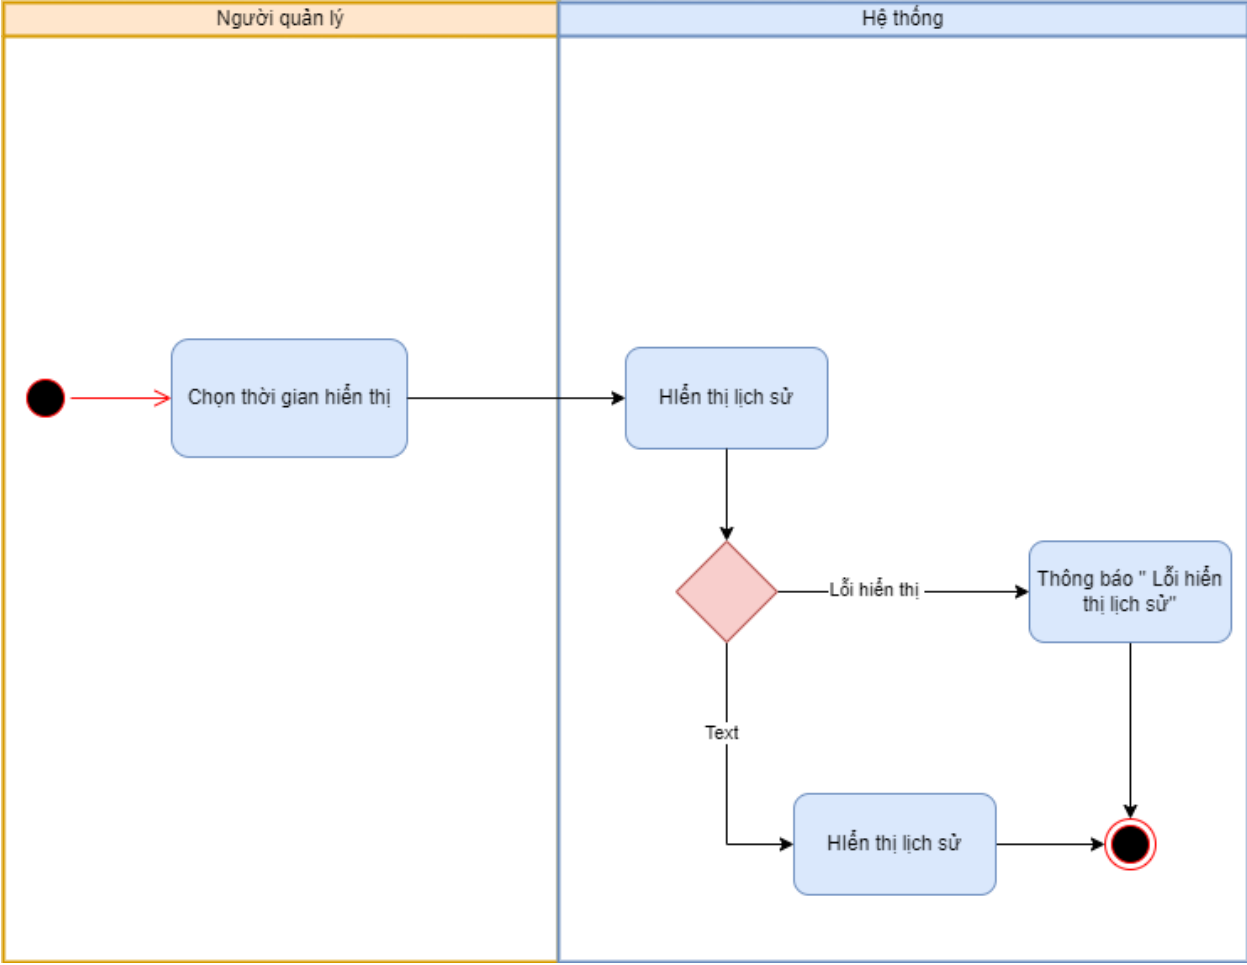 Người quản lý
Hệ thống
Chọn thời gian hiển thị
HIển thị lịch sử
Lỗi hiển thị
Thông báo " Lỗi hiển
thị lịch sử"
Text
HIển thị lịch sử